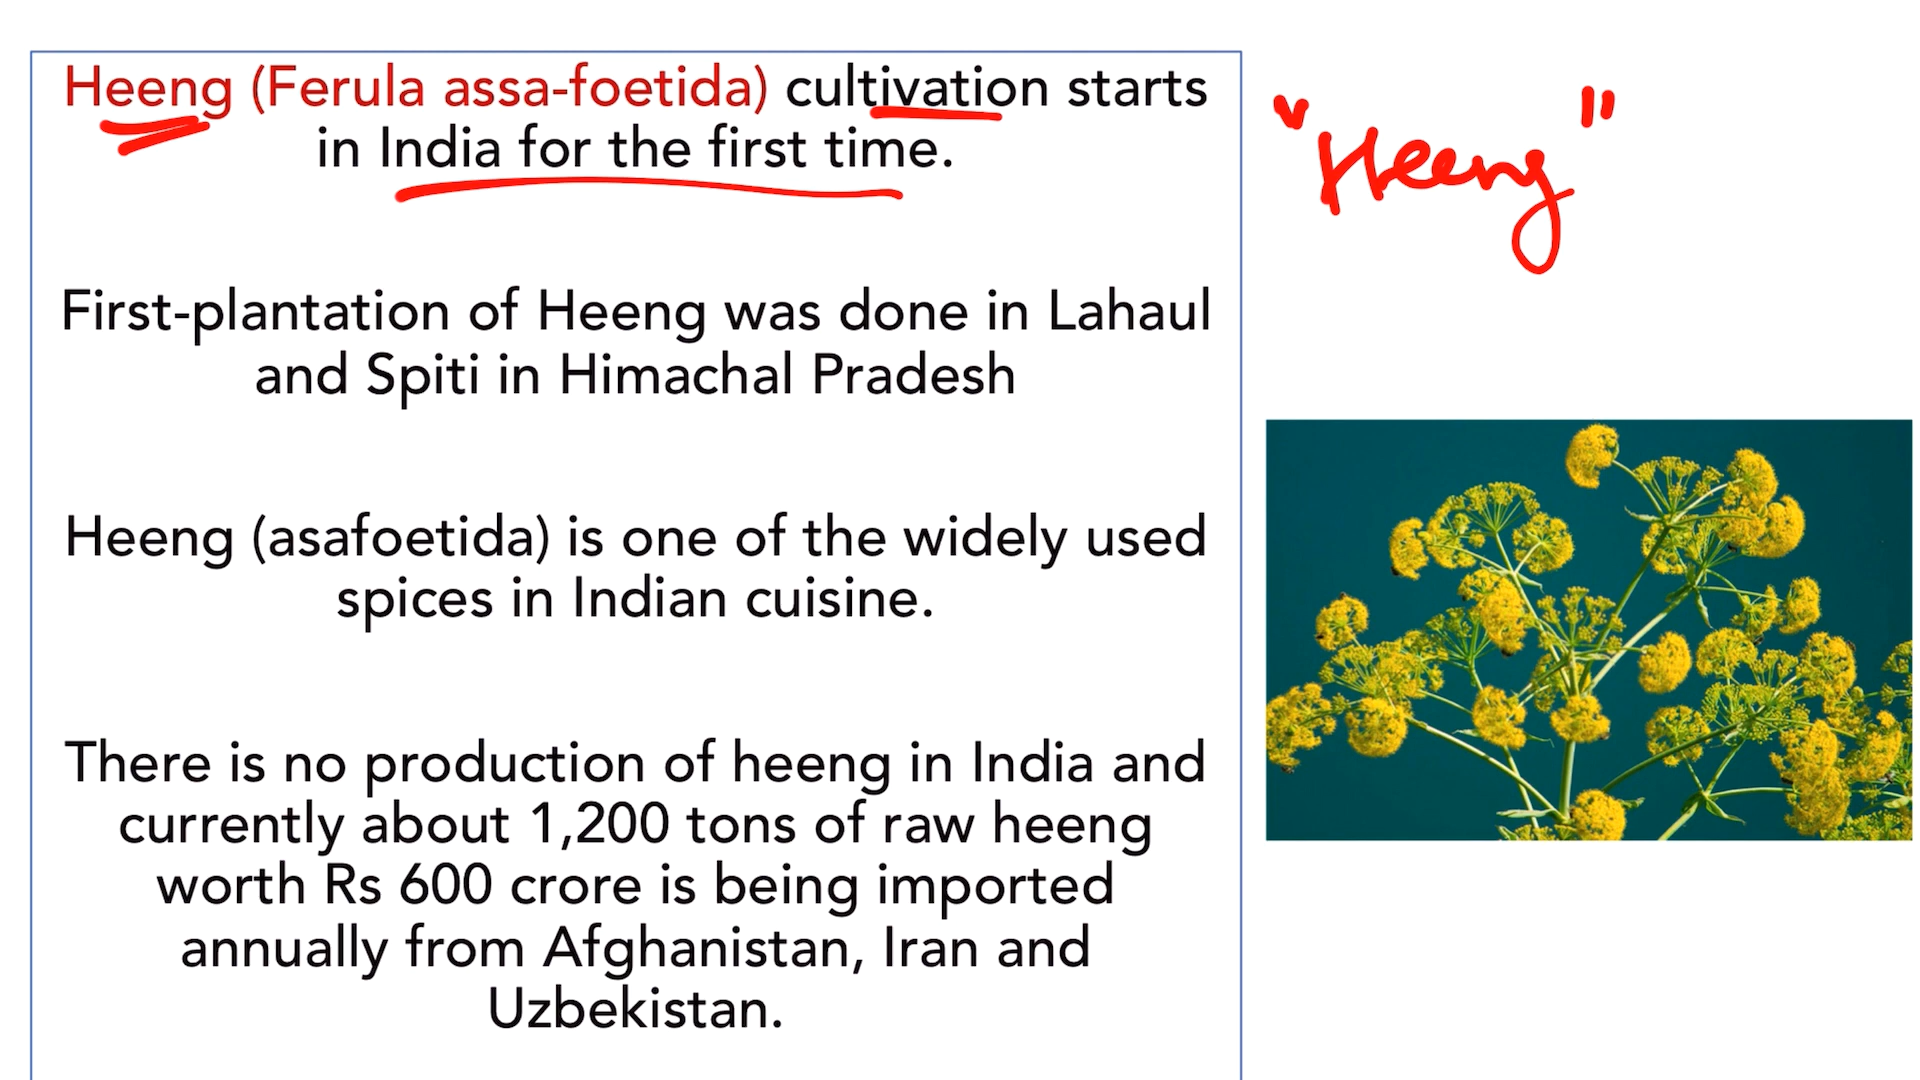 Heeng (Ferula assa-foetida) cultivation starts
in India for the first time.
First-plantation of Heeng was done in Lahaul
and Spiti in Himachal Pradesh
Heeng (asafoetida) is one of the widely used
spices in Indian cuisine.
There is no production of heeng in India and
currently about 1,200 tons of raw heeng
worth Rs 600 crore is being imported
annually from Afghanistan, Iran and
Uzbekistan.
"Heeng"